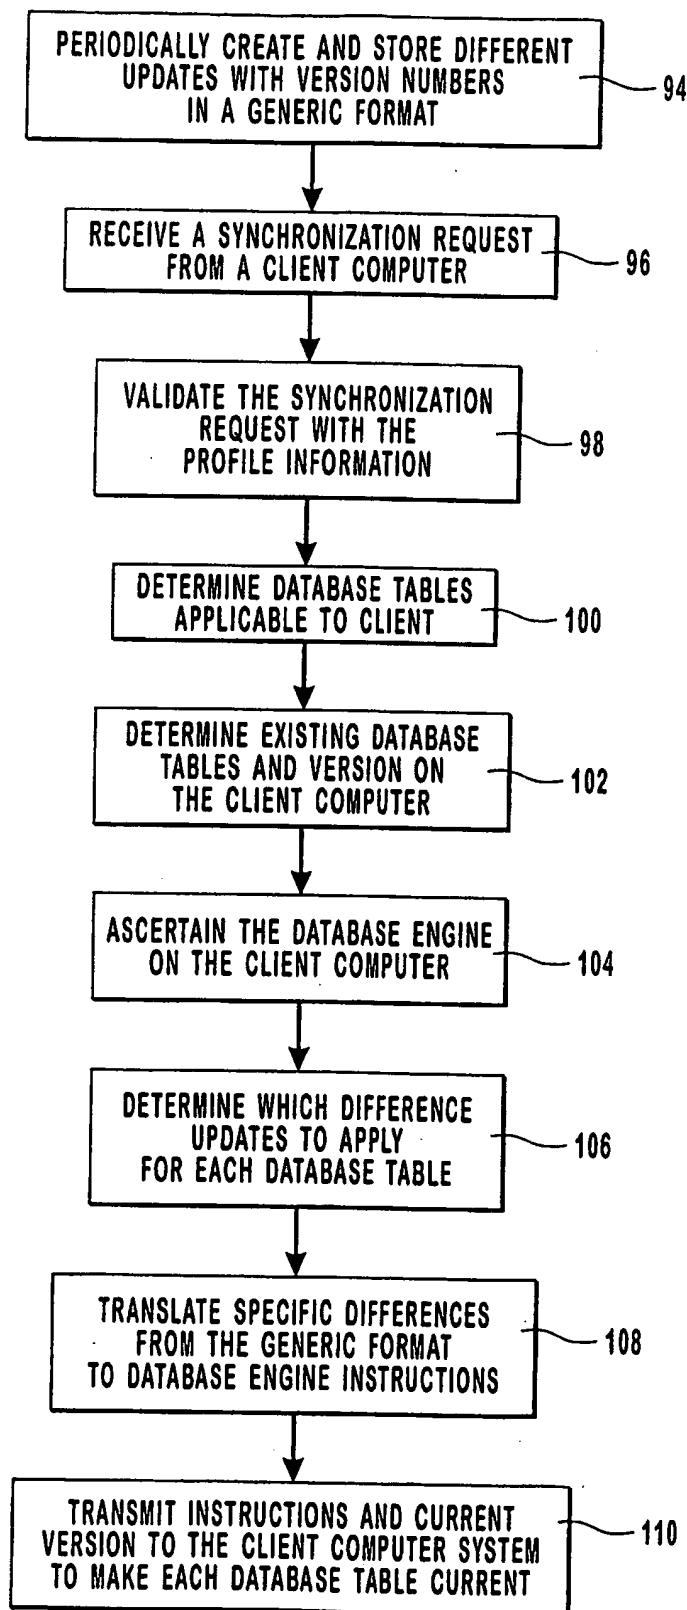 PERIODICALLY CREATE AND STORE DIFFERENT
UPDATES WITH VERSION NUMBERS
IN A GENERIC FORMAT
94
RECEIVE A SYNCHRONIZATION REQUEST
FROM A CLIENT COMPUTER
96
VALIDATE THE SYNCHRONIZATION
REQUEST WITH THE
PROFILE INFORMATION
98
DETERMINE DATABASE TABLES
APPLICABLE TO CLIENT
100
DETERMINE EXISTING DATABASE
TABLES AND VERSION ON
THE CLIENT COMPUTER
102
ASCERTAIN THE DATABASE ENGINE
ON THE CLIENT COMPUTER
104
DETERMINE WHICH DIFFERENCE
UPDATES TO APPLY
FOR EACH DATABASE TABLE
106
TRANSLATE SPECIFIC DIFFERENCES
FROM THE GENERIC FORMAT
TO DATABASE ENGINE INSTRUCTIONS
108
TRANSMIT INSTRUCTIONS AND CURRENT
VERSION TO THE CLIENT COMPUTER SYSTEM
TO MAKE EACH DATABASE TABLE CURRENT
110